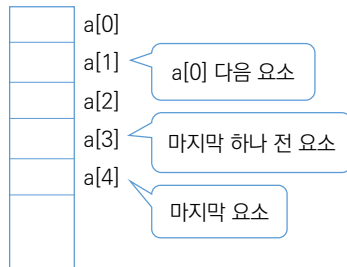 a[0]
a[1]
a[0] 다음 요소
a[2]
a[3]
마지막 하나 전 요소
a[4]
마지막 요소